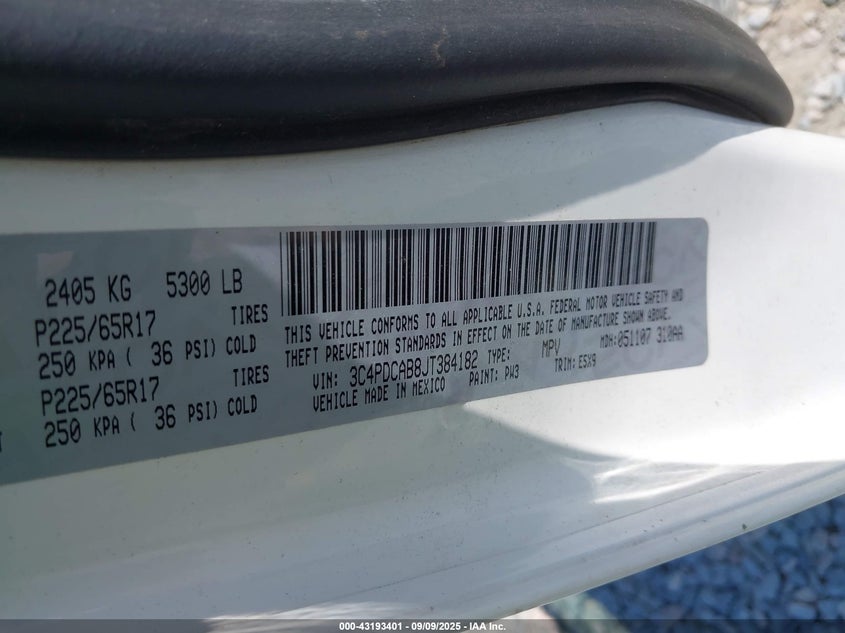 2405 KG 5300 LB
P225/65R17 TIRES
250 KPA ( 36 PSI) COLD
P225/65R17 TIRES
250 KPA ( 36 PSI) COLD
THIS VEHICLE CONFORMS TO ALL APPLICABLE U.S.A. FEDERAL MOTOR VEHICLE SAFETY AND
THEFT PREVENTION STANDARDS IN EFFECT ON THE DATE OF MANUFACTURE SHOWN ABOVE.
VIN: 3C4PDCAB8JT384182 TYPE: MPV MDH:051107 310AA
VEHICLE MADE IN MEXICO PAINT: PW3 TRIM: ESX9
000-43193401 - 09/09/2025 - IAA Inc.